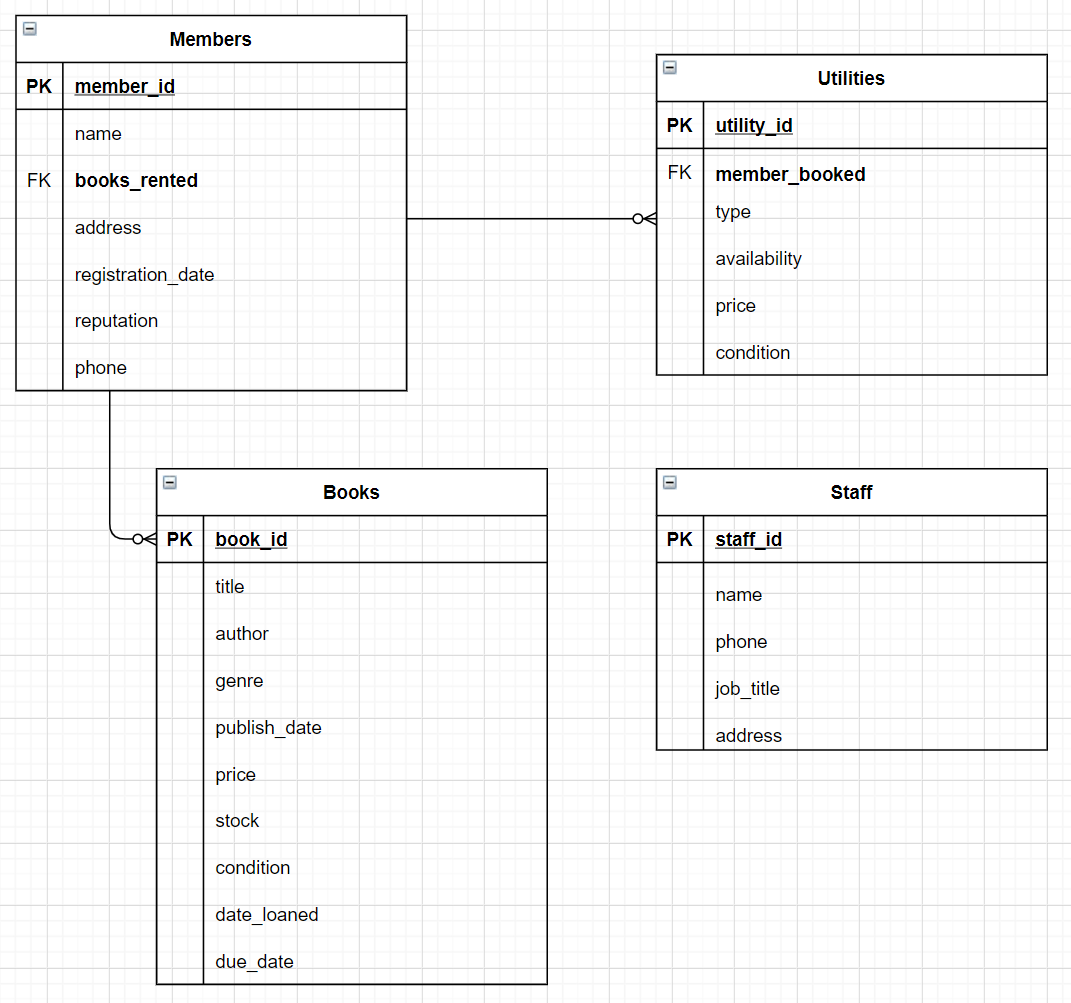 Members
PK member_id
name
FK books_rented
address
registration_date
reputation
phone
Utilities
PK utility_id
FK member_booked
type
availability
price
condition
Books
PK book_id
title
author
genre
publish_date
price
stock
condition
date_loaned
due_date
Staff
PK staff_id
name
phone
job_title
address